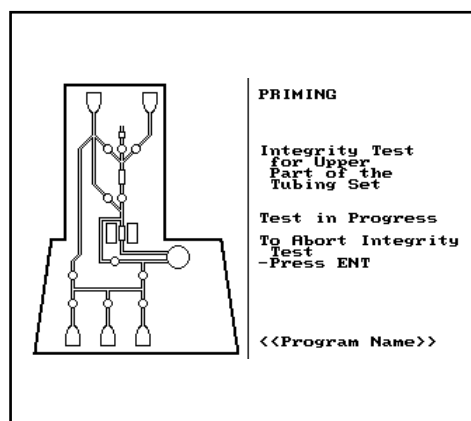 PRIMING
Integrity Test
for Upper
Part of the
Tubing Set
Test in Progress
To Abort Integrity
Test
-Press ENT
<<Program Name>>